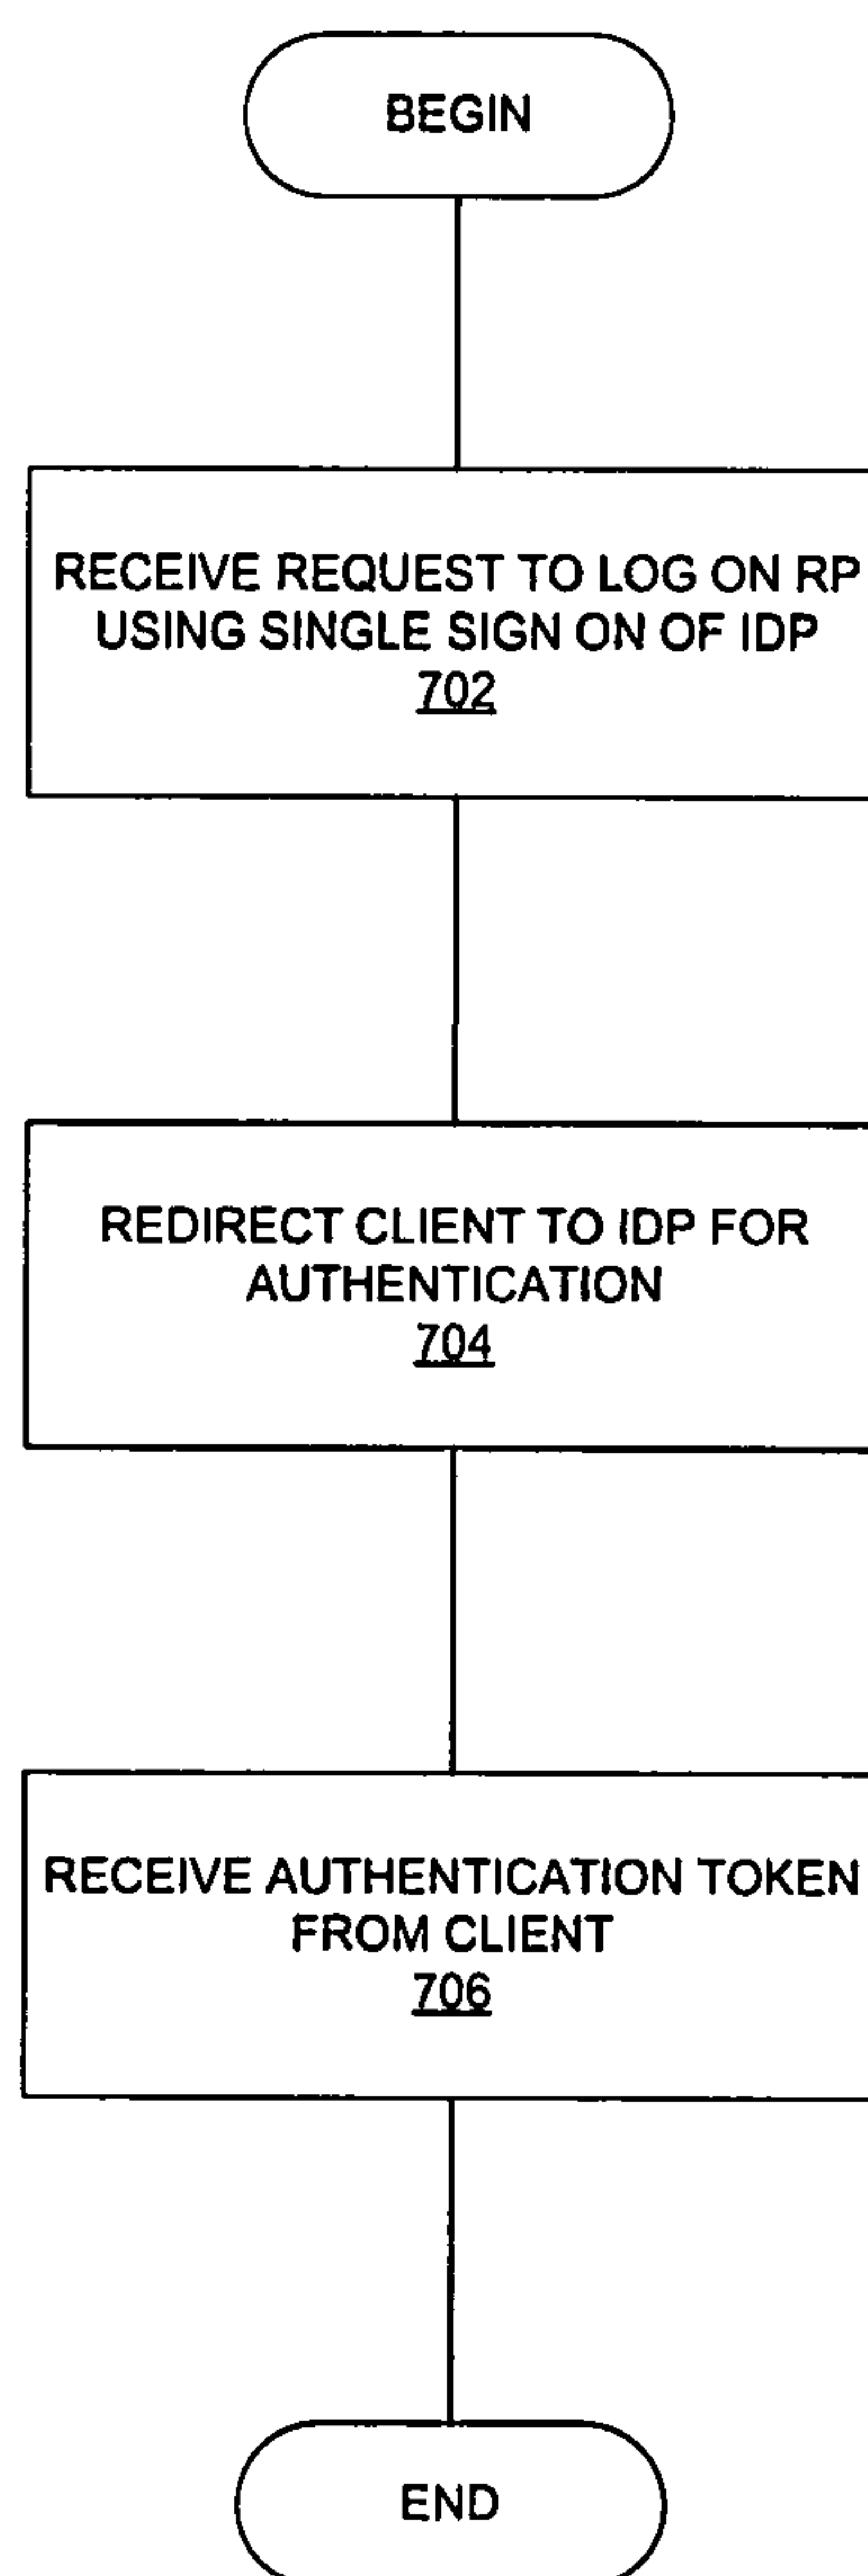 BEGIN
RECEIVE REQUEST TO LOG ON RP
USING SINGLE SIGN ON OF IDP
702
REDIRECT CLIENT TO IDP FOR
AUTHENTICATION
704
RECEIVE AUTHENTICATION TOKEN
FROM CLIENT
706
END